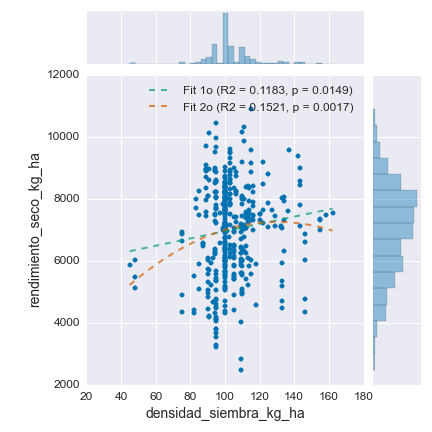 12000
10000
8000
6000
4000
2000
rendimiento_seco_kg_ha
Fit 1o (R2 = 0.1183, p = 0.0149)
Fit 2o (R2 = 0.1521, p = 0.0017)
20 40 60 80 100 120 140 160 180
densidad_siembra_kg_ha